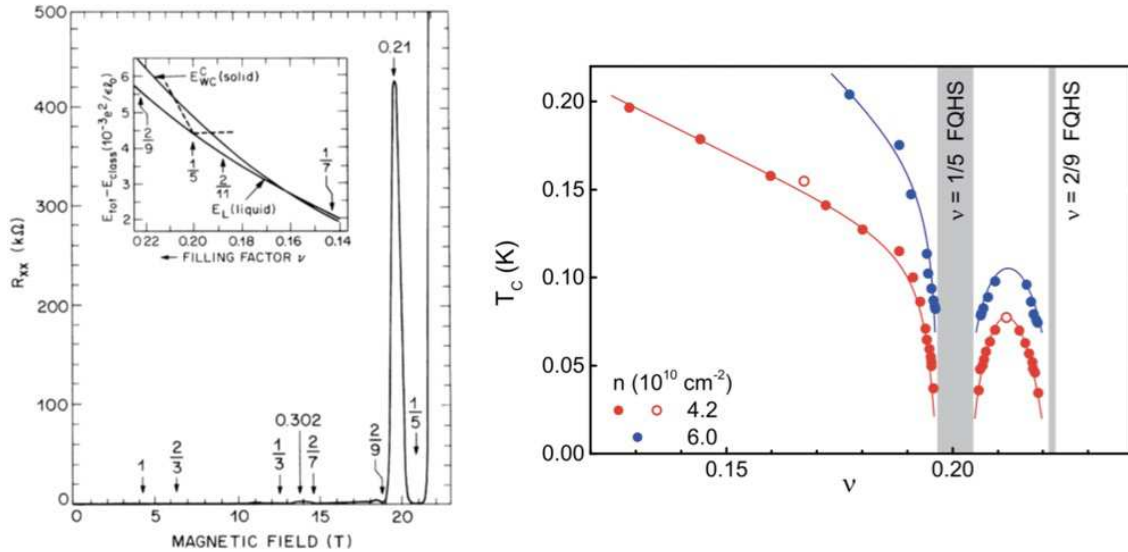 500
400
300
200
100
0
R_xx (kΩ)
0 5 10 15 20
MAGNETIC FIELD (T)
1
2/3
1/3
0.302
2/7
2/9
1/5
0.21
6
5
4
3
2
E_tot − E_class (10⁻³e²/εℓ₀)
E^C_WC (solid)
2/9
1/5
2/11
E_L (liquid)
1/7
0.22 0.20 0.18 0.16 0.14
← FILLING FACTOR ν
0.20
0.15
0.10
0.05
0.00
T_C (K)
n (10¹⁰ cm⁻²)
4.2
6.0
ν = 1/5 FQHS
ν = 2/9 FQHS
0.15 0.20
ν